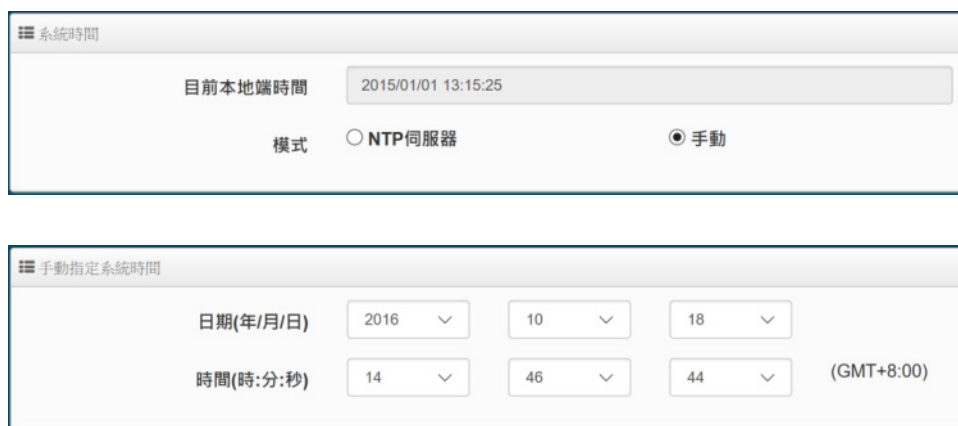 系統時間
目前本地端時間 2015/01/01 13:15:25
模式 NTP伺服器 手動
手動指定系統時間
日期(年/月/日) 2016 10 18
時間(時:分:秒) 14 46 44 (GMT+8:00)